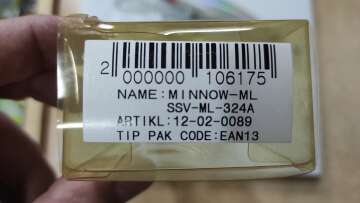 2 000000 106175
NAME:MINNOW-ML
SSV-ML-324A
ARTIKL:12-02-0089
TIP PAK CODE:EAN13